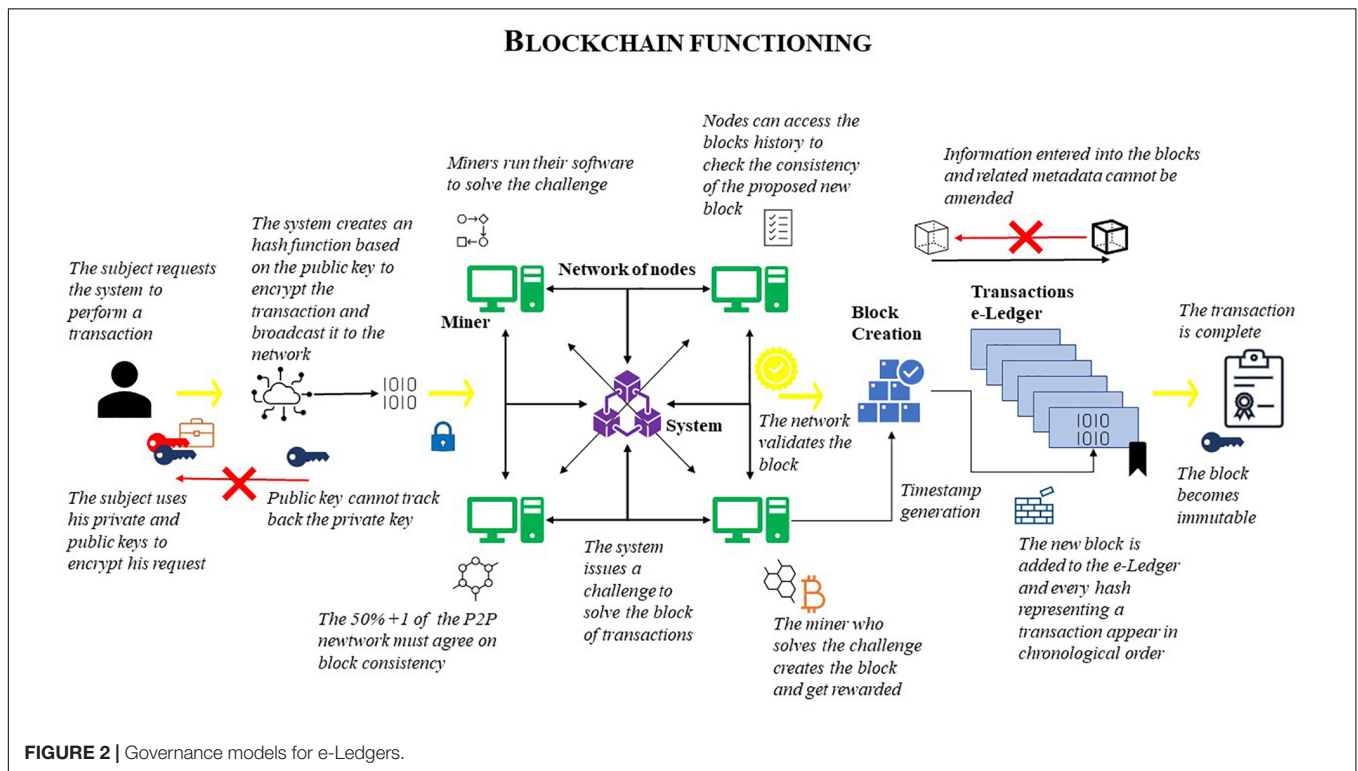 BLOCKCHAIN FUNCTIONING
Nodes can access the
blocks history to
check the consistency
of the proposed new
block
Miners run their software
to solve the challenge
Information entered into the blocks
and related metadata cannot be
amended
The system creates an
hash function based
on the public key to
encrypt the
transaction and
broadcast it to the
network
The subject requests
the system to
perform a
transaction
Network of nodes
Miner
Block
Creation
Transactions
e-Ledger
The transaction
is complete
1010
1010
System
The network
validates the
block
1010
1010
The subject uses
his private and
public keys to
encrypt his request
Public key cannot track
back the private key
Timestamp
generation
The block
becomes
immutable
The system
issues a
challenge to
solve the block
of transactions
The new block is
added to the e-Ledger
and every hash
representing a
transaction appear in
chronological order
The 50% +1 of the P2P
newtwork must agree on
block consistency
The miner who
solves the challenge
creates the block
and get rewarded
FIGURE 2 | Governance models for e-Ledgers.